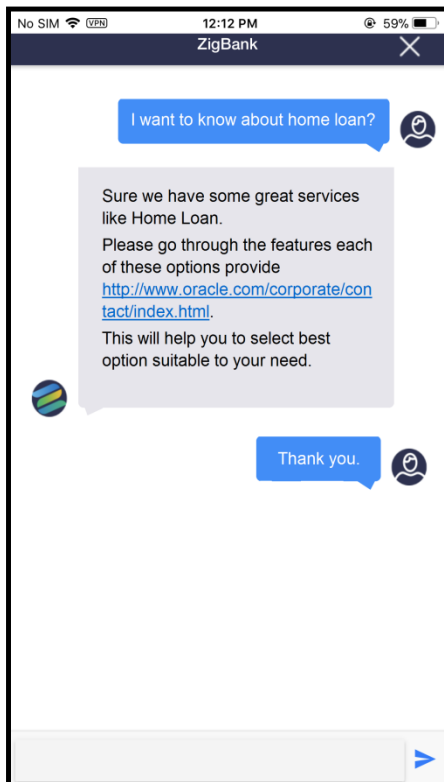 No SIM VPN 12:12 PM 59%
ZigBank
I want to know about home loan?
Sure we have some great services
like Home Loan.
Please go through the features each
of these options provide
http://www.oracle.com/corporate/con
tact/index.html.
This will help you to select best
option suitable to your need.
Thank you.